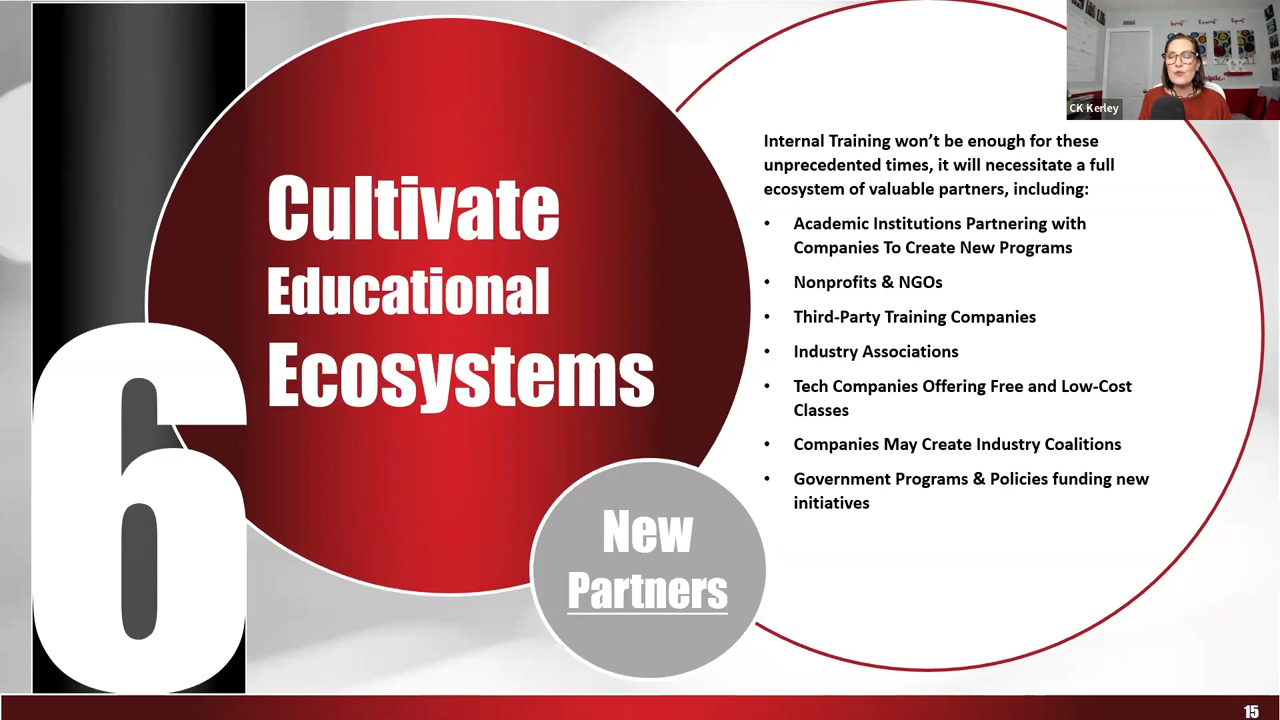 CK Kerley
6
Cultivate
Educational
Ecosystems
New
Partners
Internal Training won’t be enough for these
unprecedented times, it will necessitate a full
ecosystem of valuable partners, including:
• Academic Institutions Partnering with
Companies To Create New Programs
• Nonprofits & NGOs
• Third-Party Training Companies
• Industry Associations
• Tech Companies Offering Free and Low-Cost
Classes
• Companies May Create Industry Coalitions
• Government Programs & Policies funding new
initiatives
15